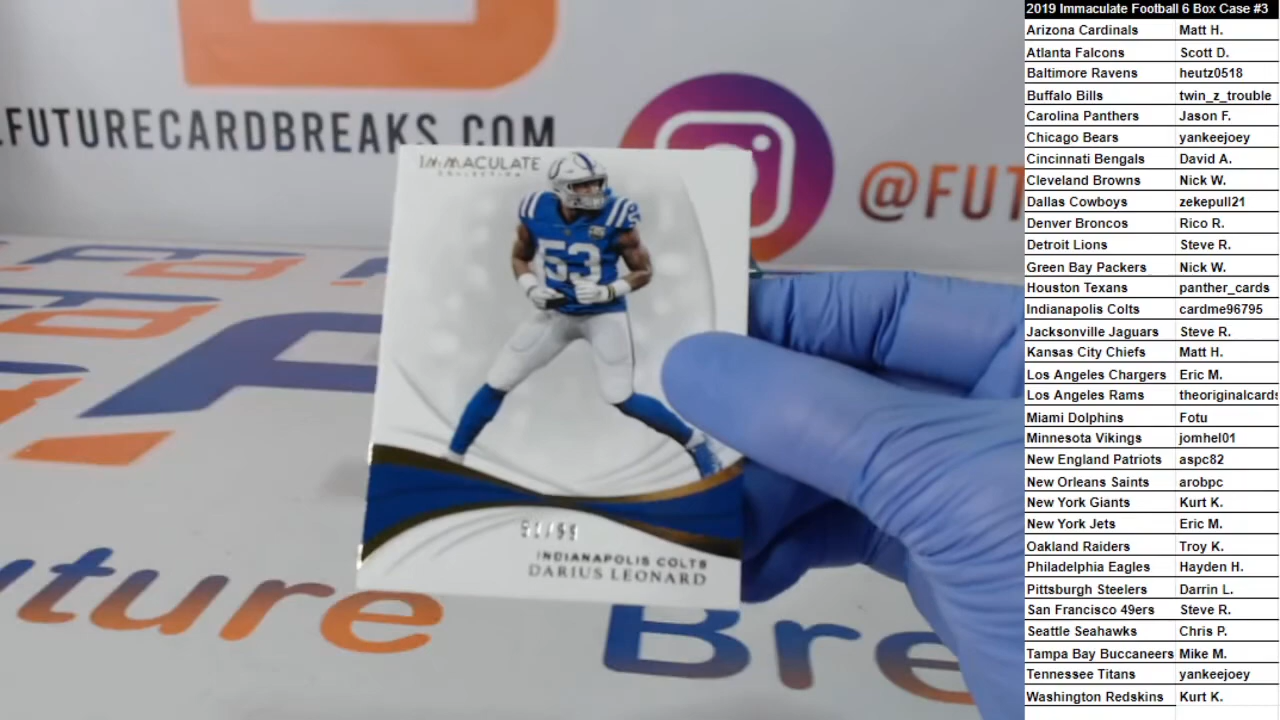 .FUTURECARDBREAKS.COM
@FUT
IMMACULATE
COLLECTION
53
INDIANAPOLIS COLTS
DARIUS LEONARD
uture
Bre
2019 Immaculate Football 6 Box Case #3
Arizona Cardinals Matt H.
Atlanta Falcons Scott D.
Baltimore Ravens heutz0518
Buffalo Bills twin_z_trouble
Carolina Panthers Jason F.
Chicago Bears yankeejoey
Cincinnati Bengals David A.
Cleveland Browns Nick W.
Dallas Cowboys zekepull21
Denver Broncos Rico R.
Detroit Lions Steve R.
Green Bay Packers Nick W.
Houston Texans panther_cards
Indianapolis Colts cardme96795
Jacksonville Jaguars Steve R.
Kansas City Chiefs Matt H.
Los Angeles Chargers Eric M.
Los Angeles Rams theoriginalcards
Miami Dolphins Fotu
Minnesota Vikings jomhel01
New England Patriots aspc82
New Orleans Saints arobpc
New York Giants Kurt K.
New York Jets Eric M.
Oakland Raiders Troy K.
Philadelphia Eagles Hayden H.
Pittsburgh Steelers Darrin L.
San Francisco 49ers Steve R.
Seattle Seahawks Chris P.
Tampa Bay Buccaneers Mike M.
Tennessee Titans yankeejoey
Washington Redskins Kurt K.